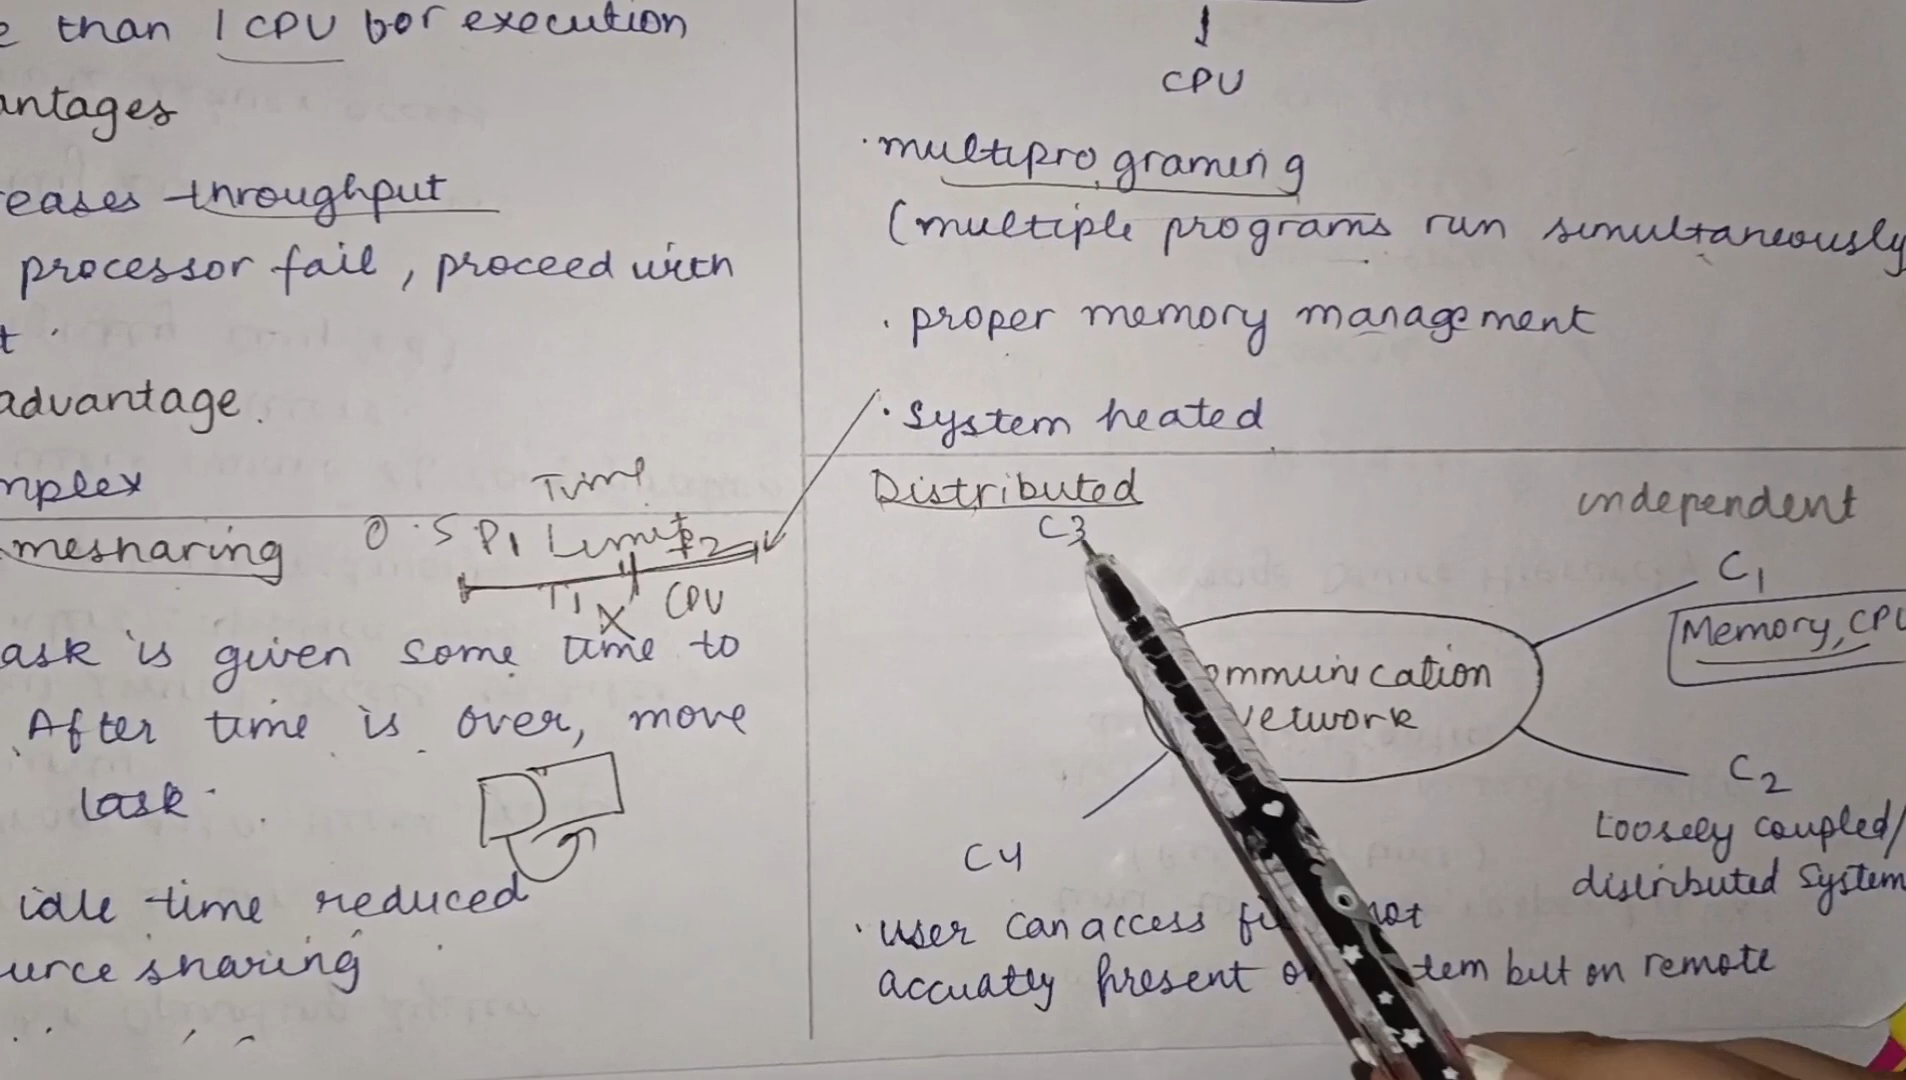 than 1 CPU for execution
antages
eases throughput
processor fail, proceed with
t.
advantage.
mplex
mesharing
Time
0.5 P1 Limit P2
T1 X CPU
ask is given some time to
After time is over, move
task.
idle time reduced
urce sharing
CPU
· multiprograming
(multiple programs run simultaneously
· proper memory management
· System heated
Distributed
independent
C3
C1
Memory, CPU
ommunication
etwork
C2
C4
Loosely coupled/
distributed System
· user can access not
accuatly present tem but on remote